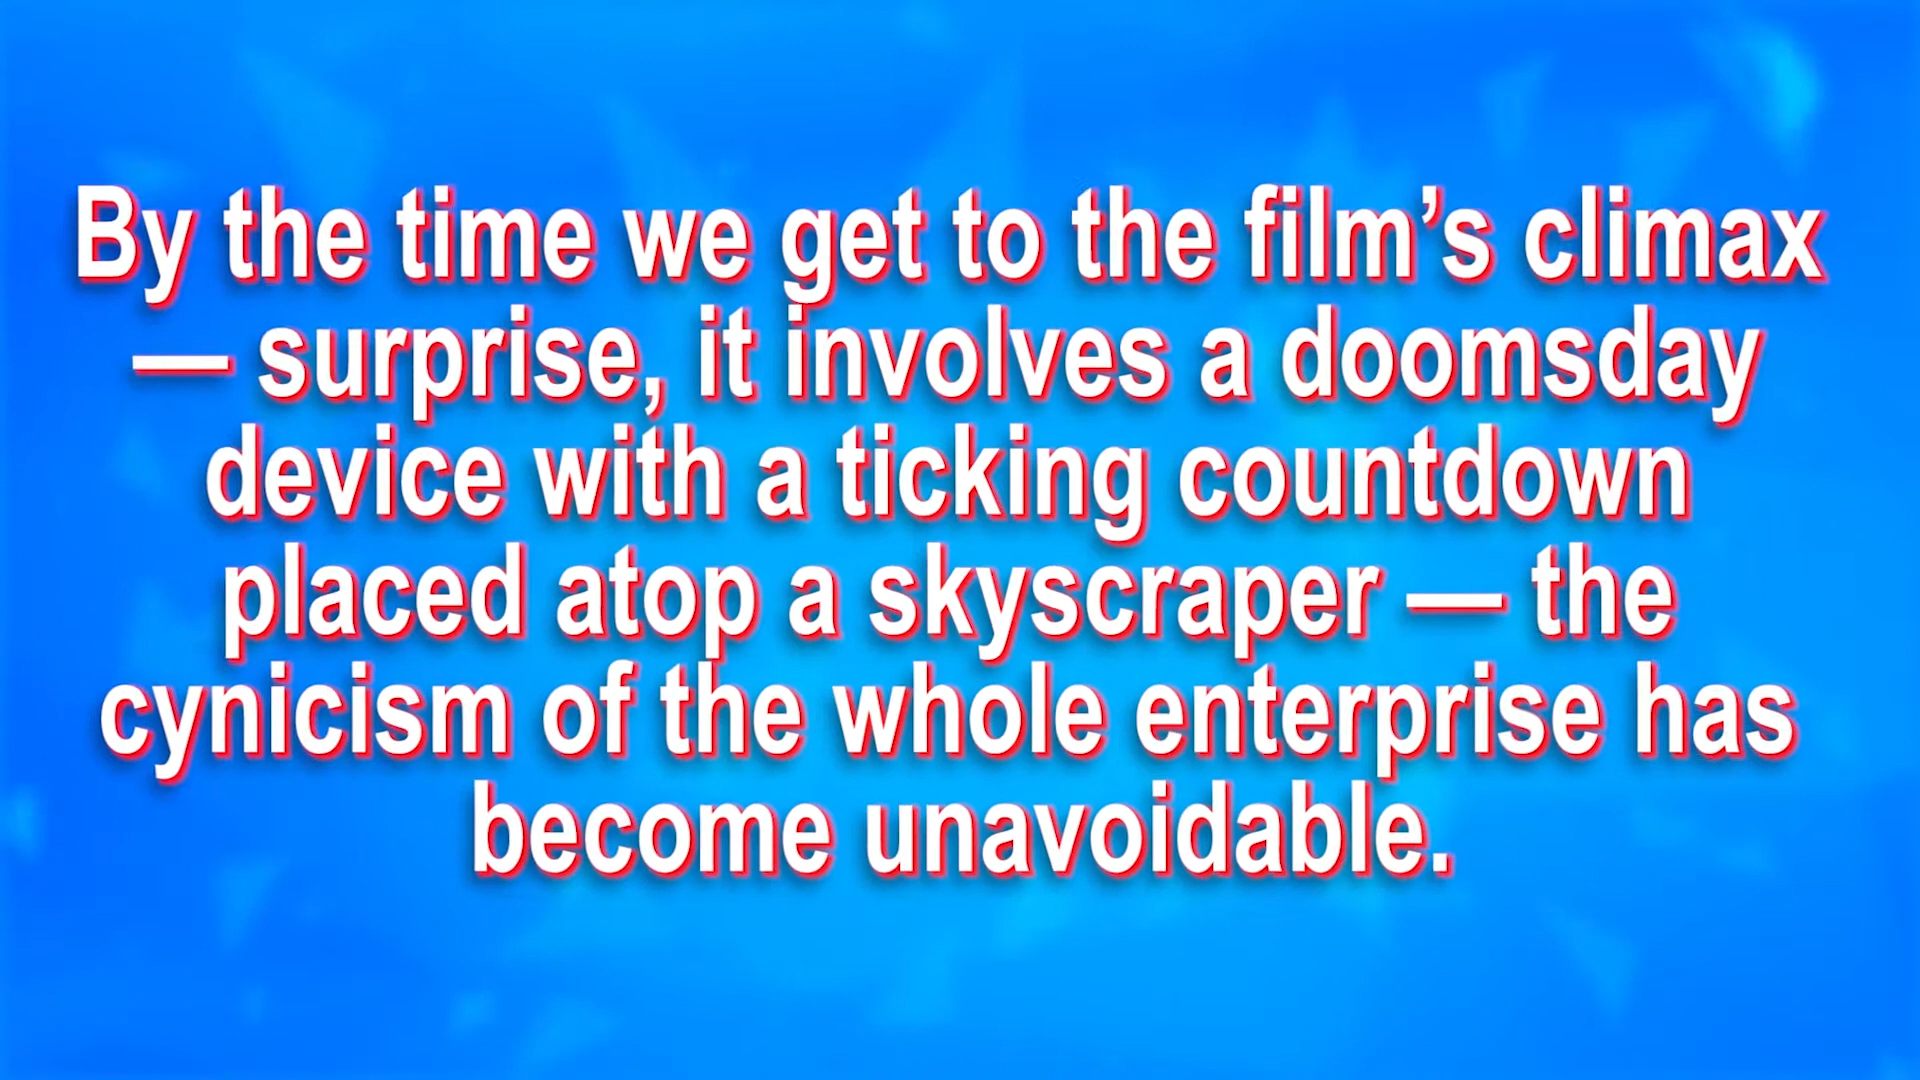 By the time we get to the film’s climax
— surprise, it involves a doomsday
device with a ticking countdown
placed atop a skyscraper — the
cynicism of the whole enterprise has
become unavoidable.